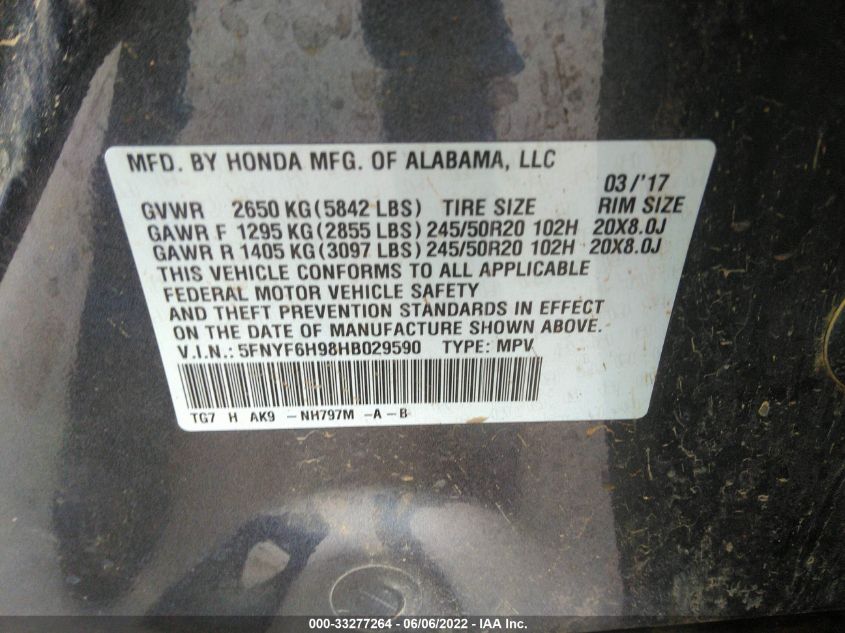 MFD. BY HONDA MFG. OF ALABAMA, LLC
03/'17
GVWR 2650 KG(5842 LBS) TIRE SIZE RIM SIZE
GAWR F 1295 KG(2855 LBS)245/50R20 102H 20X8.0J
GAWR R 1405 KG(3097 LBS)245/50R20 102H 20X8.0J
THIS VEHICLE CONFORMS TO ALL APPLICABLE
FEDERAL MOTOR VEHICLE SAFETY
AND THEFT PREVENTION STANDARDS IN EFFECT
ON THE DATE OF MANUFACTURE SHOWN ABOVE.
V.I.N.: 5FNYF6H98HB029590 TYPE: MPV
TG7 H AK9 -NH797M -A-B
000-33277264 - 06/06/2022 - IAA Inc.